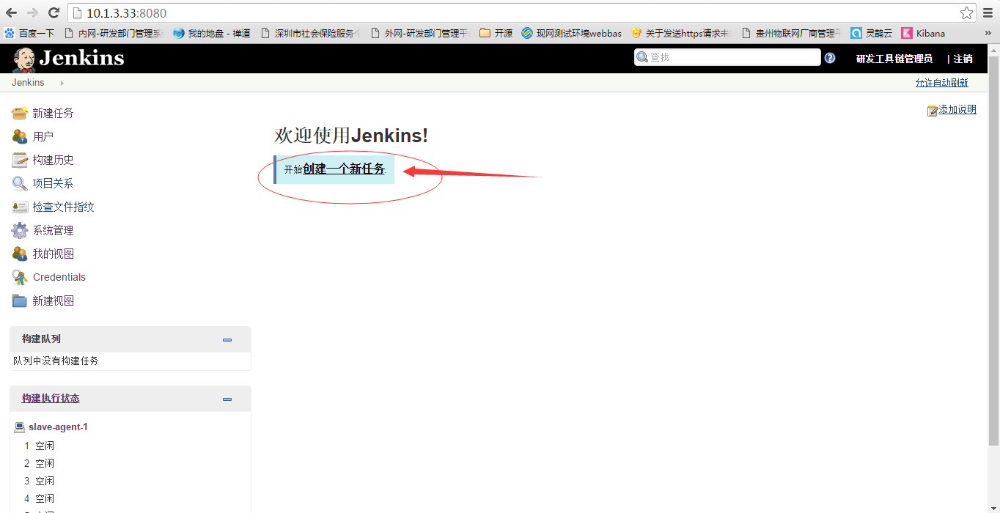 10.1.3.33:8080
百度一下 内网-研发部门管理系 我的地盘 - 禅道 深圳市社会保险服务 外网-研发部门管理平 开源 现网测试环境webbas 关于发送https请求未 贵州物联网厂商管理平 灵鹊云 Kibana »
Jenkins 查找 研发工具链管理员 | 注销
Jenkins 允许自动刷新
添加说明
新建任务
用户
构建历史
项目关系
检查文件指纹
系统管理
我的视图
Credentials
新建视图
欢迎使用Jenkins!
开始创建一个新任务.
构建队列
队列中没有构建任务
构建执行状态
slave-agent-1
1 空闲
2 空闲
3 空闲
4 空闲